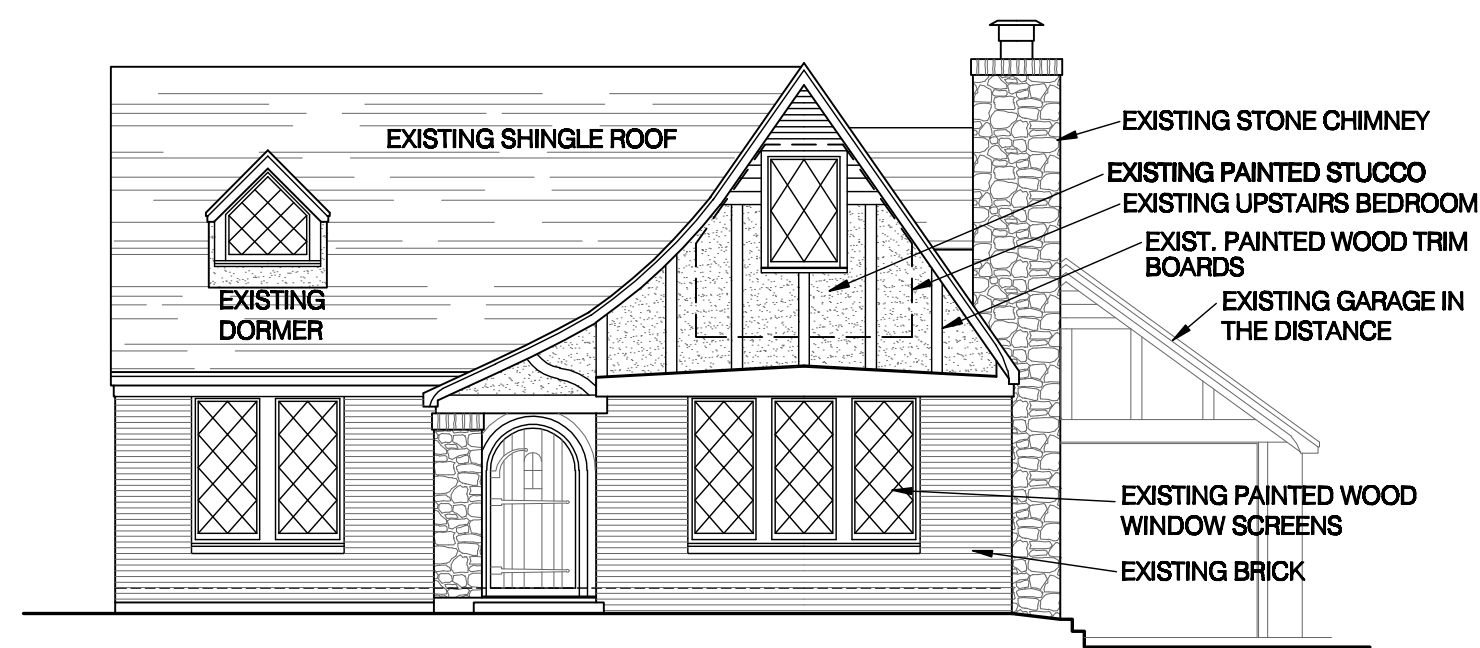 EXISTING SHINGLE ROOF
EXISTING
DORMER
EXISTING STONE CHIMNEY
EXISTING PAINTED STUCCO
EXISTING UPSTAIRS BEDROOM
EXIST. PAINTED WOOD TRIM
BOARDS
EXISTING GARAGE IN
THE DISTANCE
EXISTING PAINTED WOOD
WINDOW SCREENS
EXISTING BRICK